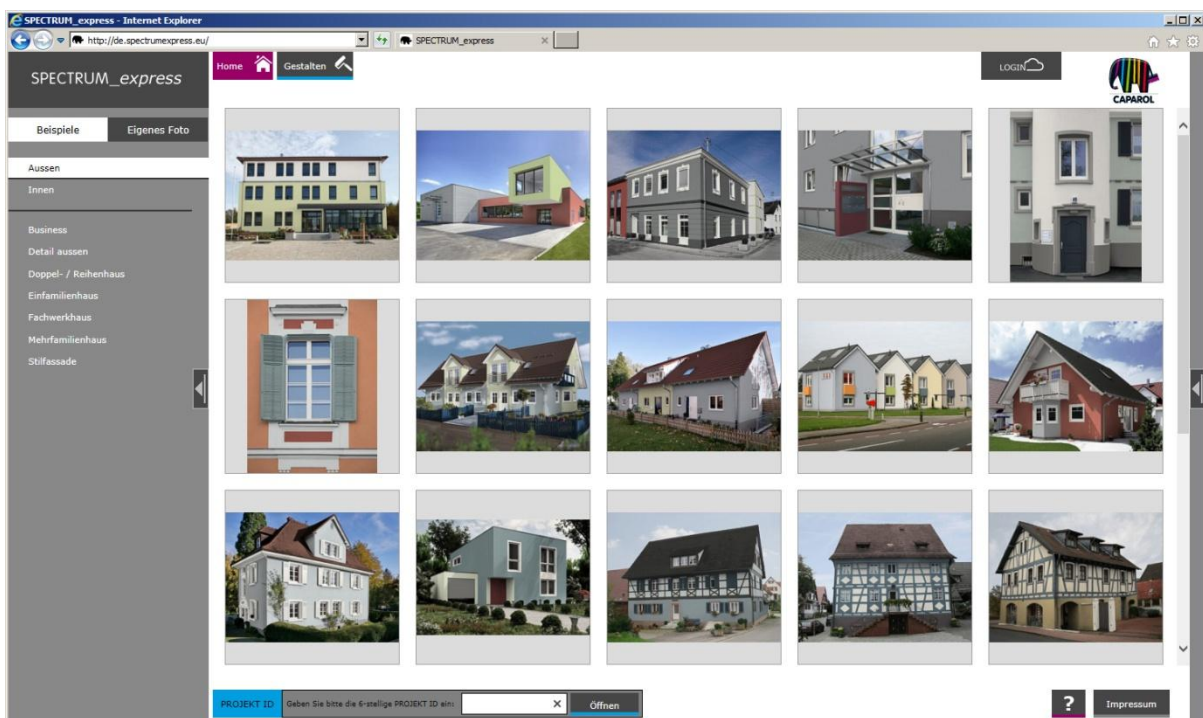 SPECTRUM_express - Internet Explorer
http://de.spectrumexpress.eu/
SPECTRUM_express
SPECTRUM_express
Home
Gestalten
LOGIN
CAPAROL
Beispiele
Eigenes Foto
Aussen
Innen
Business
Detail aussen
Doppel- / Reihenhaus
Einfamilienhaus
Fachwerkhaus
Mehrfamilienhaus
Stilfassade
PROJEKT ID
Geben Sie bitte die 6-stellige PROJEKT ID ein:
Öffnen
?
Impressum